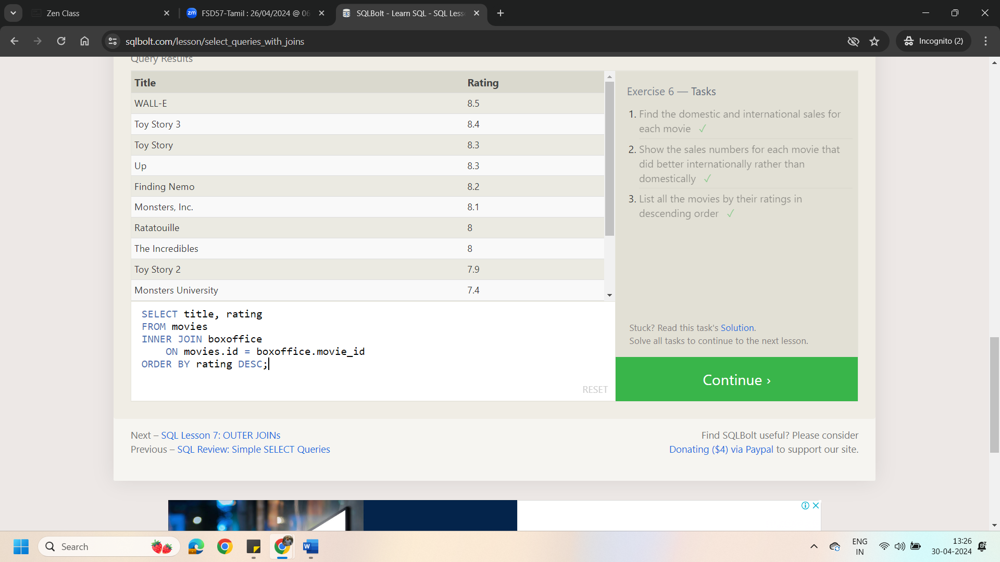 Zen Class
zm FSD57-Tamil : 26/04/2024 @ 06
SQLBolt - Learn SQL - SQL Less
sqlbolt.com/lesson/select_queries_with_joins
Incognito (2)
Query Results
Title Rating
WALL-E 8.5
Toy Story 3 8.4
Toy Story 8.3
Up 8.3
Finding Nemo 8.2
Monsters, Inc. 8.1
Ratatouille 8
The Incredibles 8
Toy Story 2 7.9
Monsters University 7.4
SELECT title, rating
FROM movies
INNER JOIN boxoffice
ON movies.id = boxoffice.movie_id
ORDER BY rating DESC;
RESET
Exercise 6 — Tasks
1. Find the domestic and international sales for
each movie ✓
2. Show the sales numbers for each movie that
did better internationally rather than
domestically ✓
3. List all the movies by their ratings in
descending order ✓
Stuck? Read this task's Solution.
Solve all tasks to continue to the next lesson.
Continue ›
Next – SQL Lesson 7: OUTER JOINs
Previous – SQL Review: Simple SELECT Queries
Find SQLBolt useful? Please consider
Donating ($4) via Paypal to support our site.
Search
ENG
IN
13:26
30-04-2024